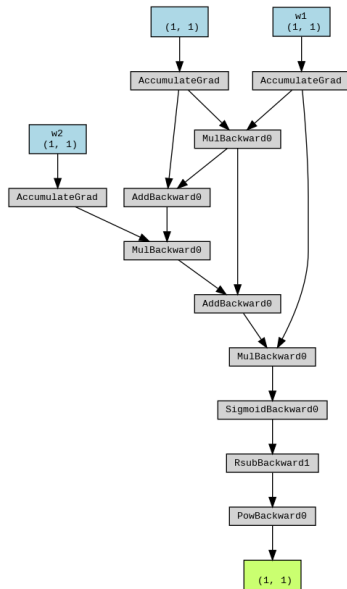 (1, 1)
w1
(1, 1)
AccumulateGrad
AccumulateGrad
w2
(1, 1)
MulBackward0
AccumulateGrad
AddBackward0
MulBackward0
AddBackward0
MulBackward0
SigmoidBackward0
RsubBackward1
PowBackward0
(1, 1)